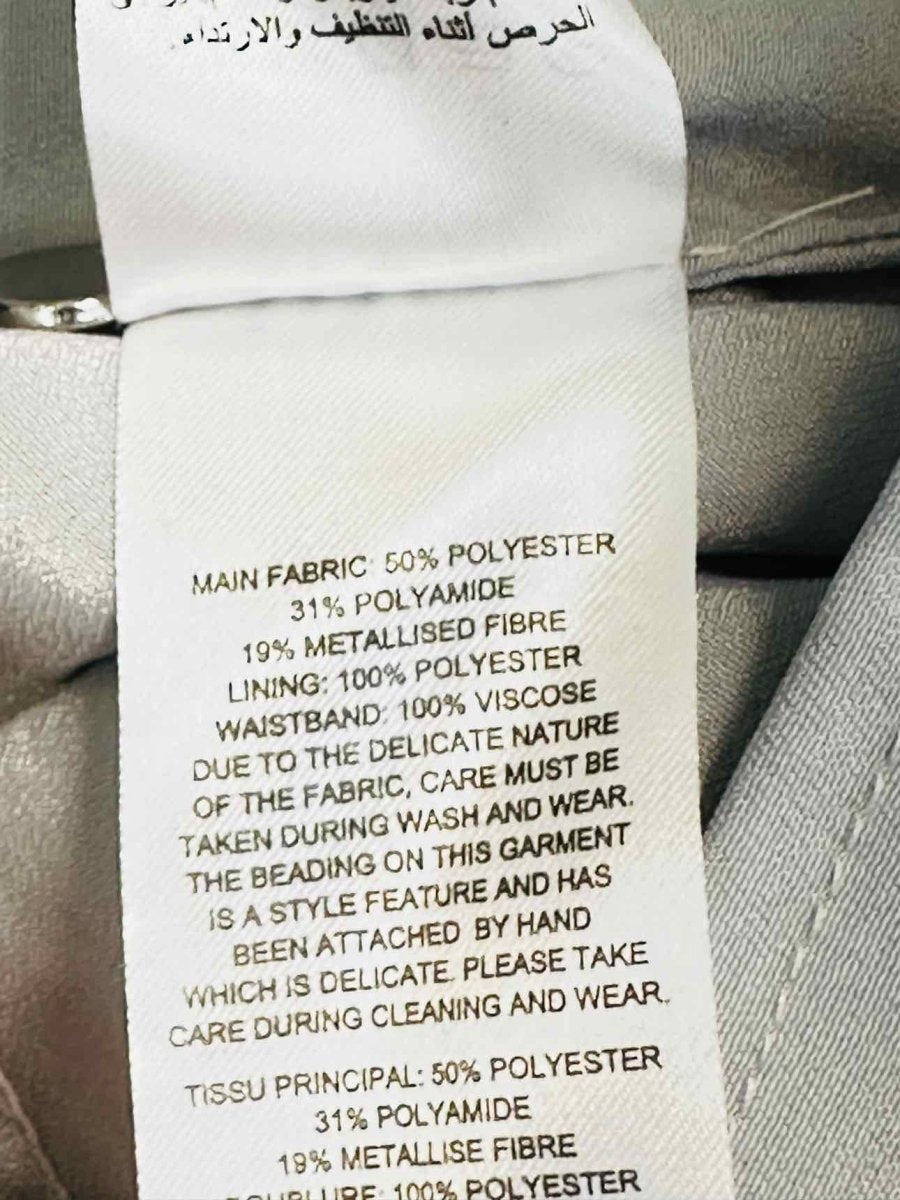 الحرص أثناء التنظيف والارتداء.
MAIN FABRIC: 50% POLYESTER
31% POLYAMIDE
19% METALLISED FIBRE
LINING: 100% POLYESTER
WAISTBAND: 100% VISCOSE
DUE TO THE DELICATE NATURE
OF THE FABRIC, CARE MUST BE
TAKEN DURING WASH AND WEAR.
THE BEADING ON THIS GARMENT
IS A STYLE FEATURE AND HAS
BEEN ATTACHED BY HAND
WHICH IS DELICATE. PLEASE TAKE
CARE DURING CLEANING AND WEAR.
TISSU PRINCIPAL: 50% POLYESTER
31% POLYAMIDE
19% METALLISE FIBRE
100% POLYESTER